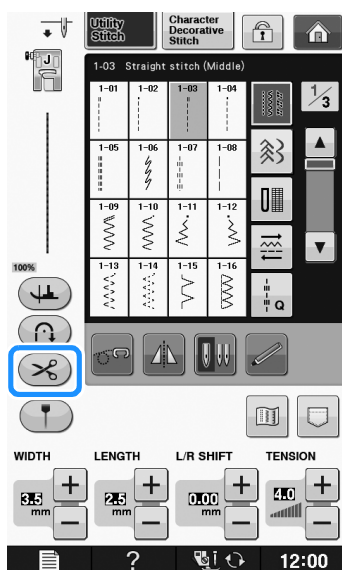 Utility Stitch
Character Decorative Stitch
J
1-03 Straight stitch (Middle)
1/3
1-01 1-02 1-03 1-04
1-05 1-06 1-07 1-08
1-09 1-10 1-11 1-12
1-13 1-14 1-15 1-16
Q
100%
WIDTH LENGTH L/R SHIFT TENSION
3.5 mm 2.5 mm 0.00 mm 4.0
? 12:00